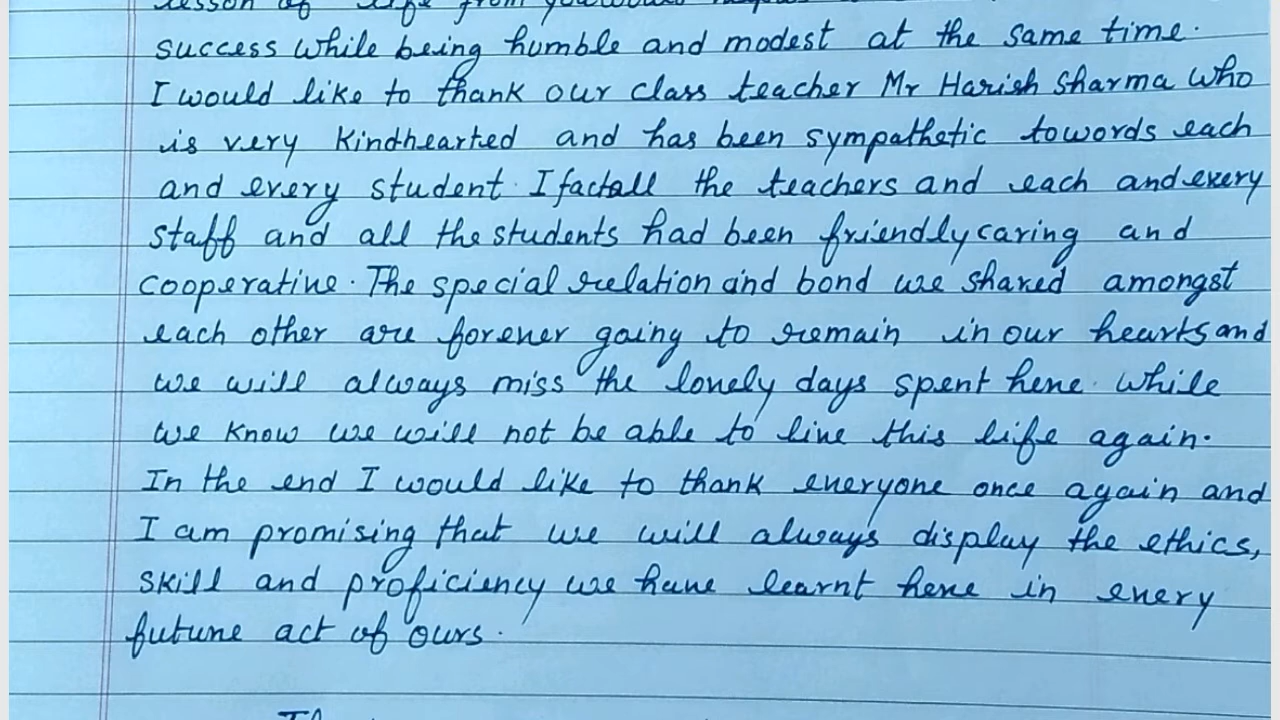 lesson of life from you
success while being humble and modest at the same time.
I would like to thank our class teacher Mr Harish Sharma who
is very Kindhearted and has been sympathetic towords each
and every student. Ifactall the teachers and each and every
staff and all the students had been friendly caring and
cooperative. The special relation and bond we shared amongst
each other are forever going to remain in our hearts and
we will always miss the lovely days spent here. While
we know we will not be able to live this life again.
In the end I would like to thank everyone once again and
I am promising that we will always display the ethics,
skill and proficiency we have learnt here in every
future act of ours.